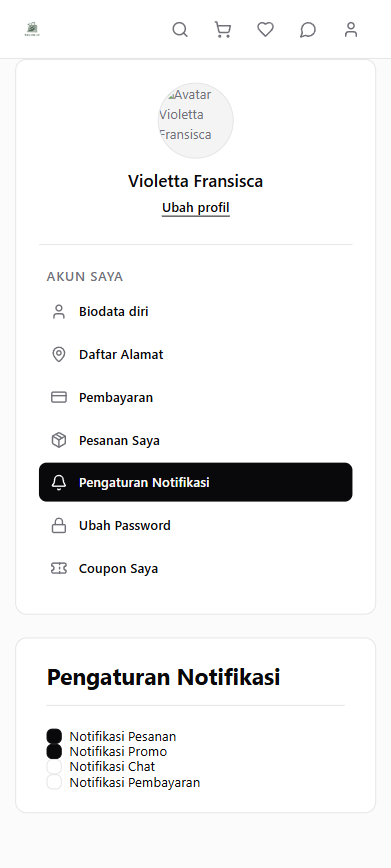 Avatar
Violetta
Fransisca
Violetta Fransisca
Ubah profil
AKUN SAYA
Biodata diri
Daftar Alamat
Pembayaran
Pesanan Saya
Pengaturan Notifikasi
Ubah Password
Coupon Saya
Pengaturan Notifikasi
Notifikasi Pesanan
Notifikasi Promo
Notifikasi Chat
Notifikasi Pembayaran